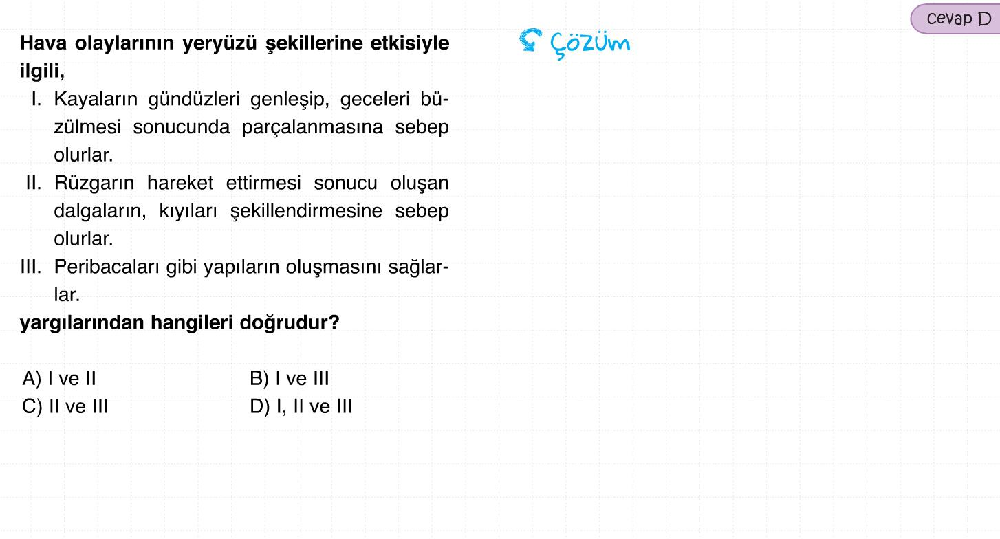 Hava olaylarının yeryüzü şekillerine etkisiyle
ilgili,
I. Kayaların gündüzleri genleşip, geceleri bü-
zülmesi sonucunda parçalanmasına sebep
olurlar.
II. Rüzgarın hareket ettirmesi sonucu oluşan
dalgaların, kıyıları şekillendirmesine sebep
olurlar.
III. Peribacaları gibi yapıların oluşmasını sağlar-
lar.
yargılarından hangileri doğrudur?
A) I ve II B) I ve III
C) II ve III D) I, II ve III
Çözüm
Cevap D